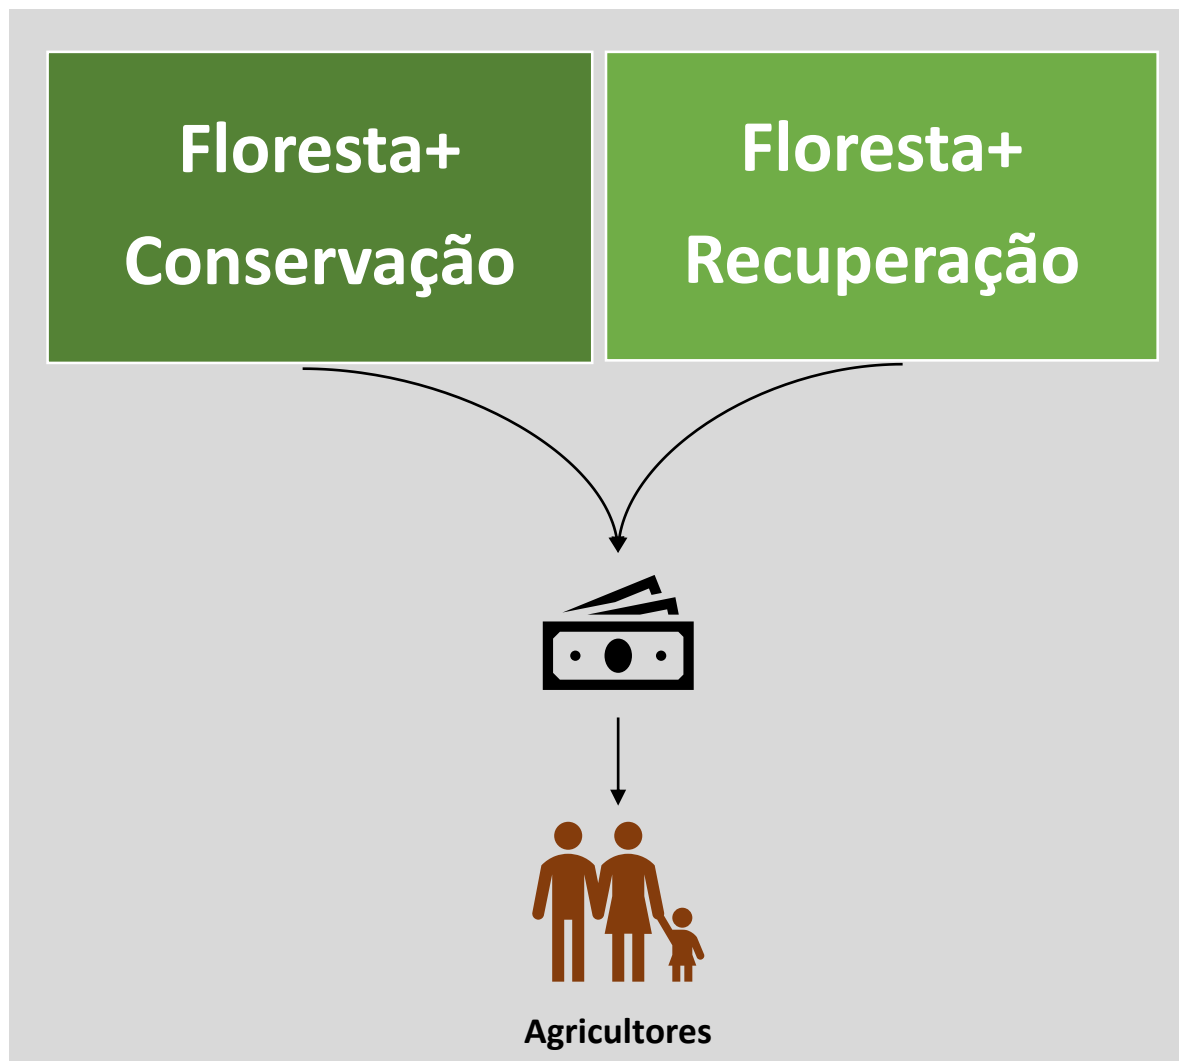 Floresta+
Conservação
Floresta+
Recuperação
Agricultores